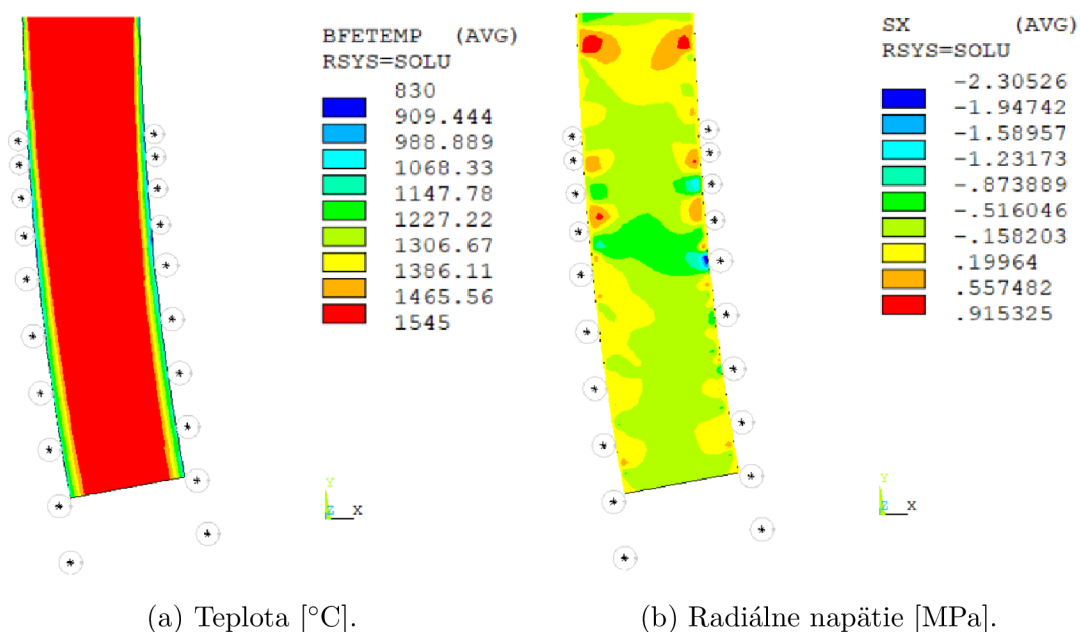 BFETEMP (AVG)
RSYS=SOLU
830
909.444
988.889
1068.33
1147.78
1227.22
1306.67
1386.11
1465.56
1545
Y
Z X
(a) Teplota [°C].
SX (AVG)
RSYS=SOLU
-2.30526
-1.94742
-1.58957
-1.23173
-.873889
-.516046
-.158203
.19964
.557482
.915325
Y
Z X
(b) Radiálne napätie [MPa].